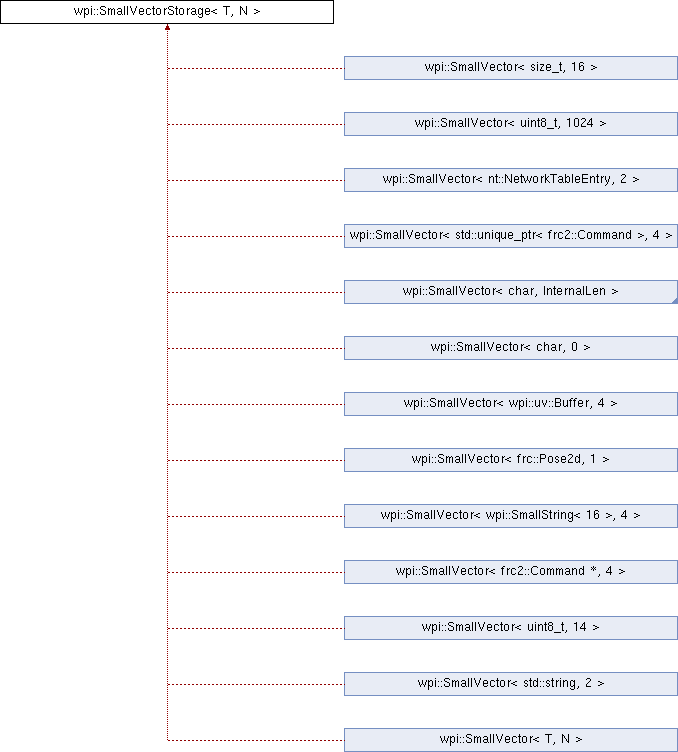 wpi::SmallVectorStorage< T, N >
wpi::SmallVector< size_t, 16 >
wpi::SmallVector< uint8_t, 1024 >
wpi::SmallVector< nt::NetworkTableEntry, 2 >
wpi::SmallVector< std::unique_ptr< frc2::Command >, 4 >
wpi::SmallVector< char, InternalLen >
wpi::SmallVector< char, 0 >
wpi::SmallVector< wpi::uv::Buffer, 4 >
wpi::SmallVector< frc::Pose2d, 1 >
wpi::SmallVector< wpi::SmallString< 16 >, 4 >
wpi::SmallVector< frc2::Command *, 4 >
wpi::SmallVector< uint8_t, 14 >
wpi::SmallVector< std::string, 2 >
wpi::SmallVector< T, N >